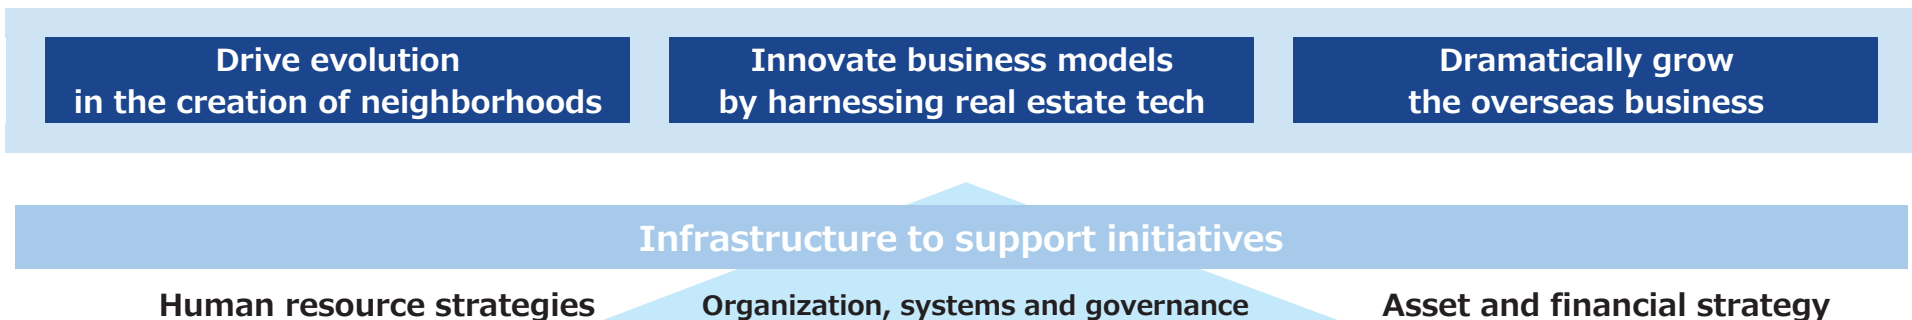 Drive evolution
in the creation of neighborhoods
Innovate business models
by harnessing real estate tech
Dramatically grow
the overseas business
Infrastructure to support initiatives
Human resource strategies
Organization, systems and governance
Asset and financial strategy